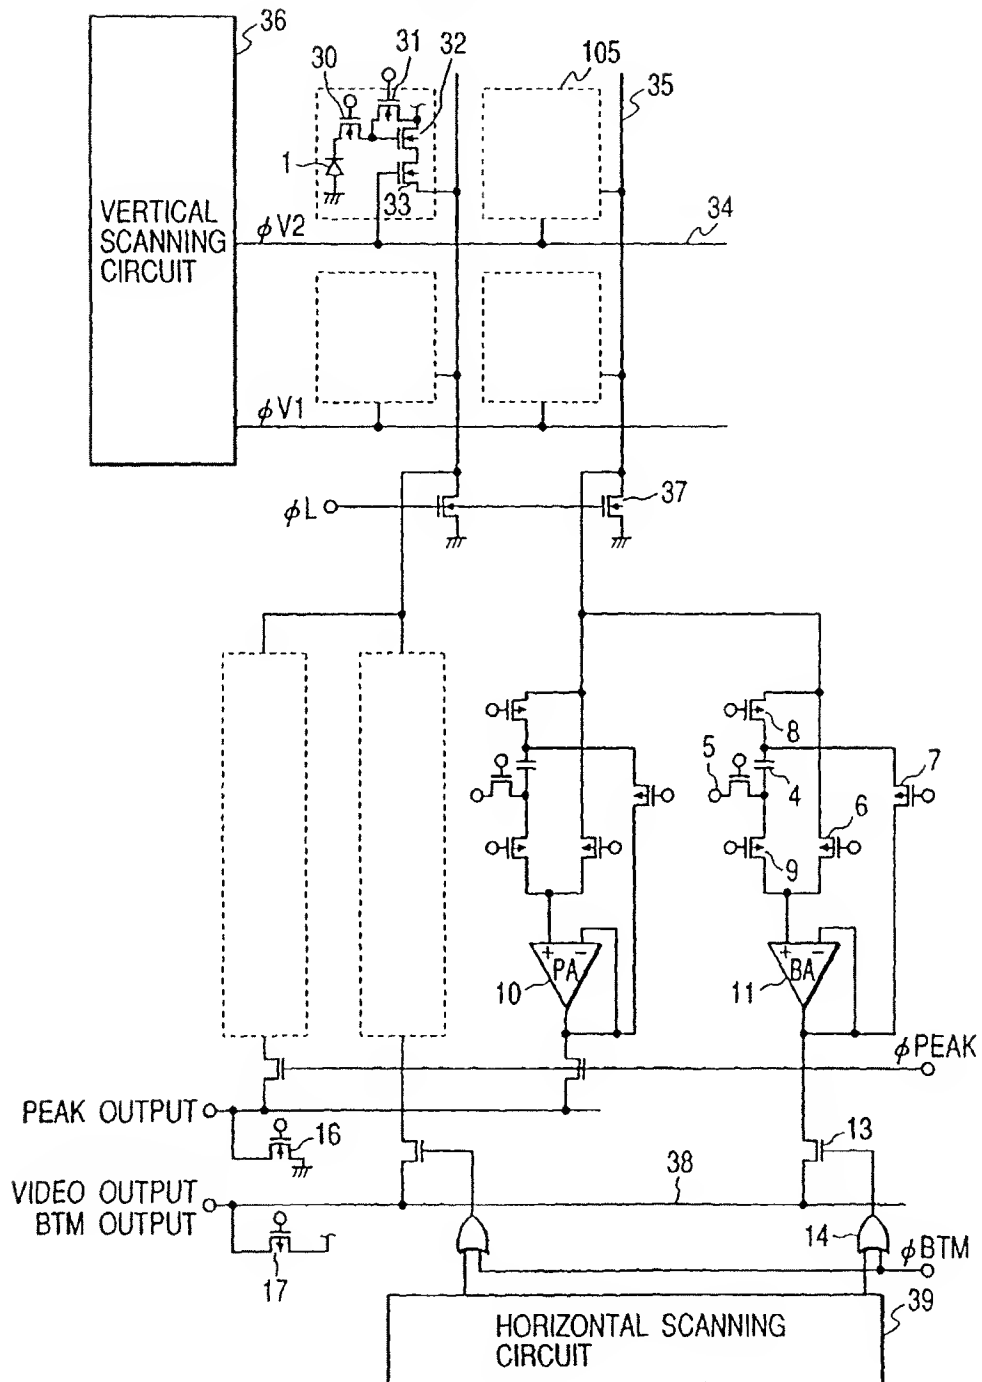 36
30
31
32
105
35
1
33
34
VERTICAL
SCANNING
CIRCUIT
φV2
φV1
φL
37
5
8
4
7
6
9
+ PA -
10
+ BA -
11
φPEAK
PEAK OUTPUT
16
13
38
VIDEO OUTPUT
BTM OUTPUT
17
14
φBTM
39
HORIZONTAL SCANNING
CIRCUIT